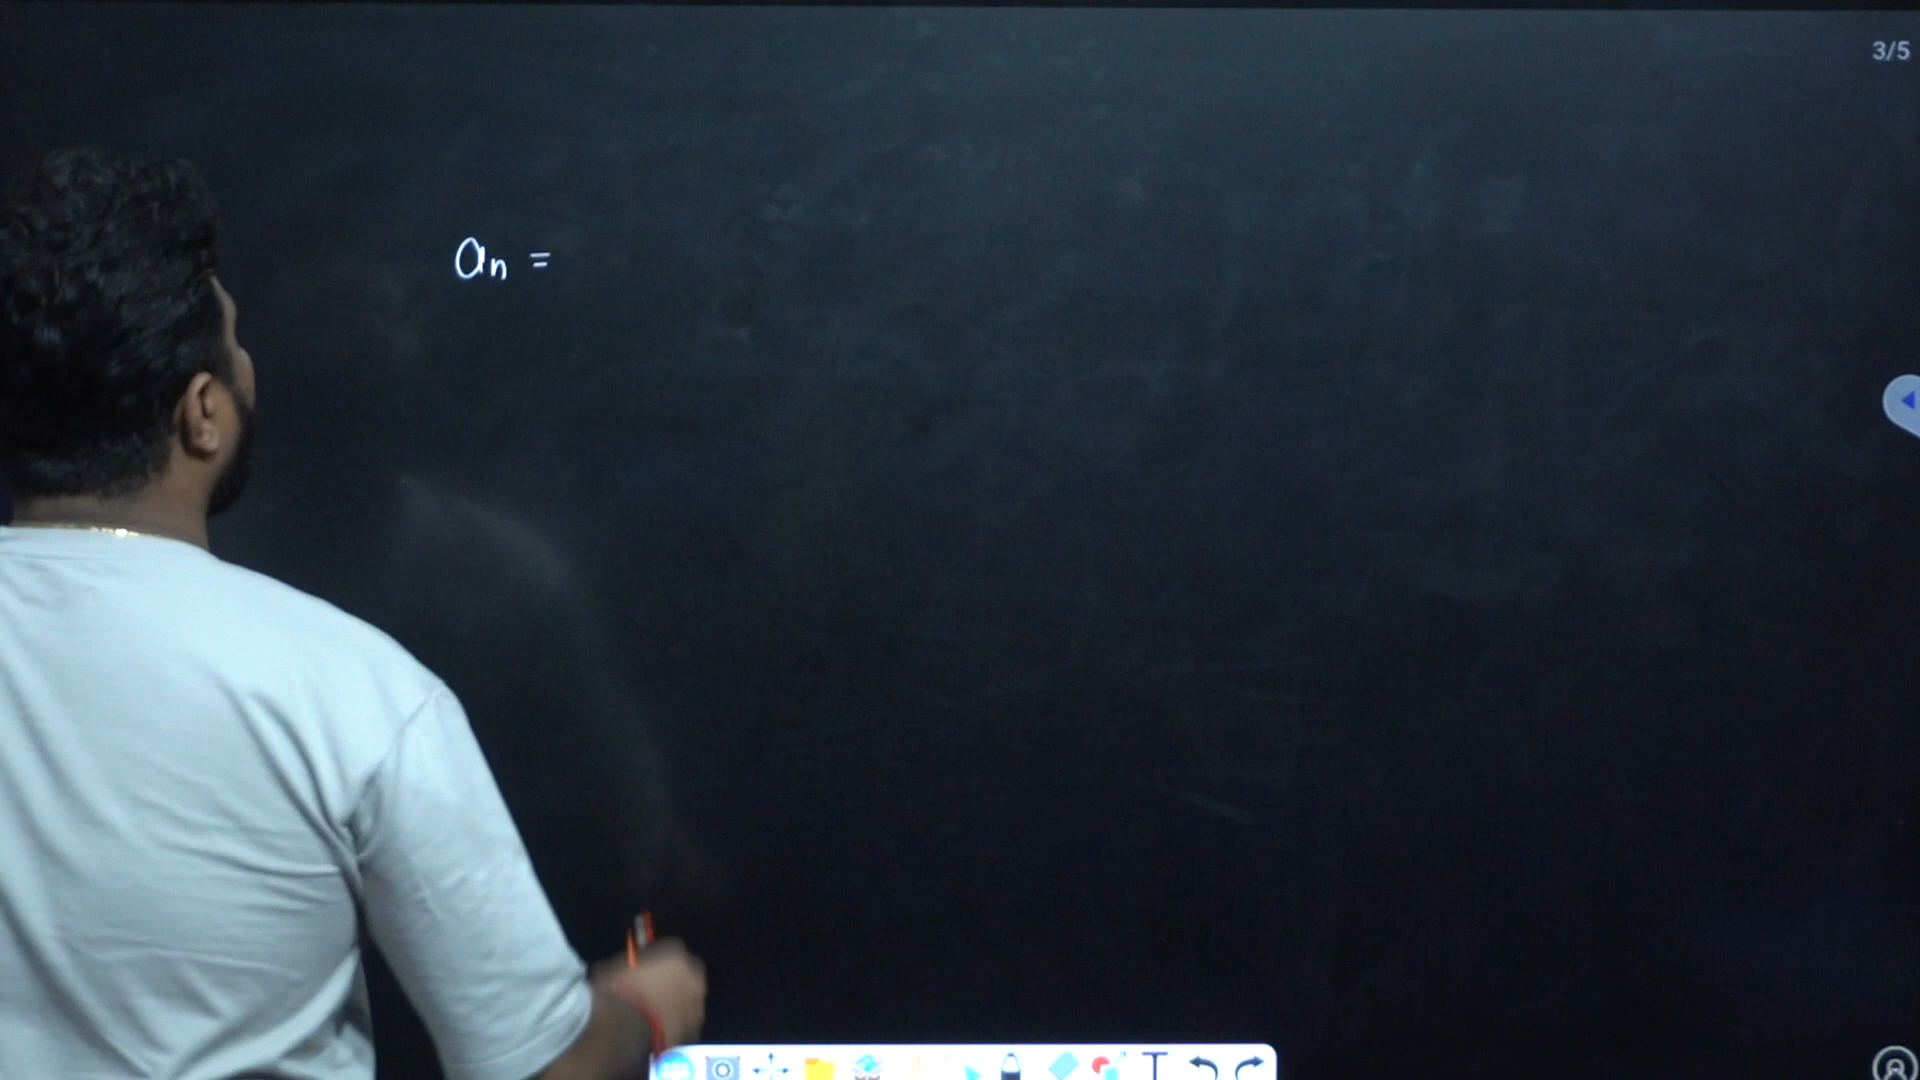 3/5
aₙ =